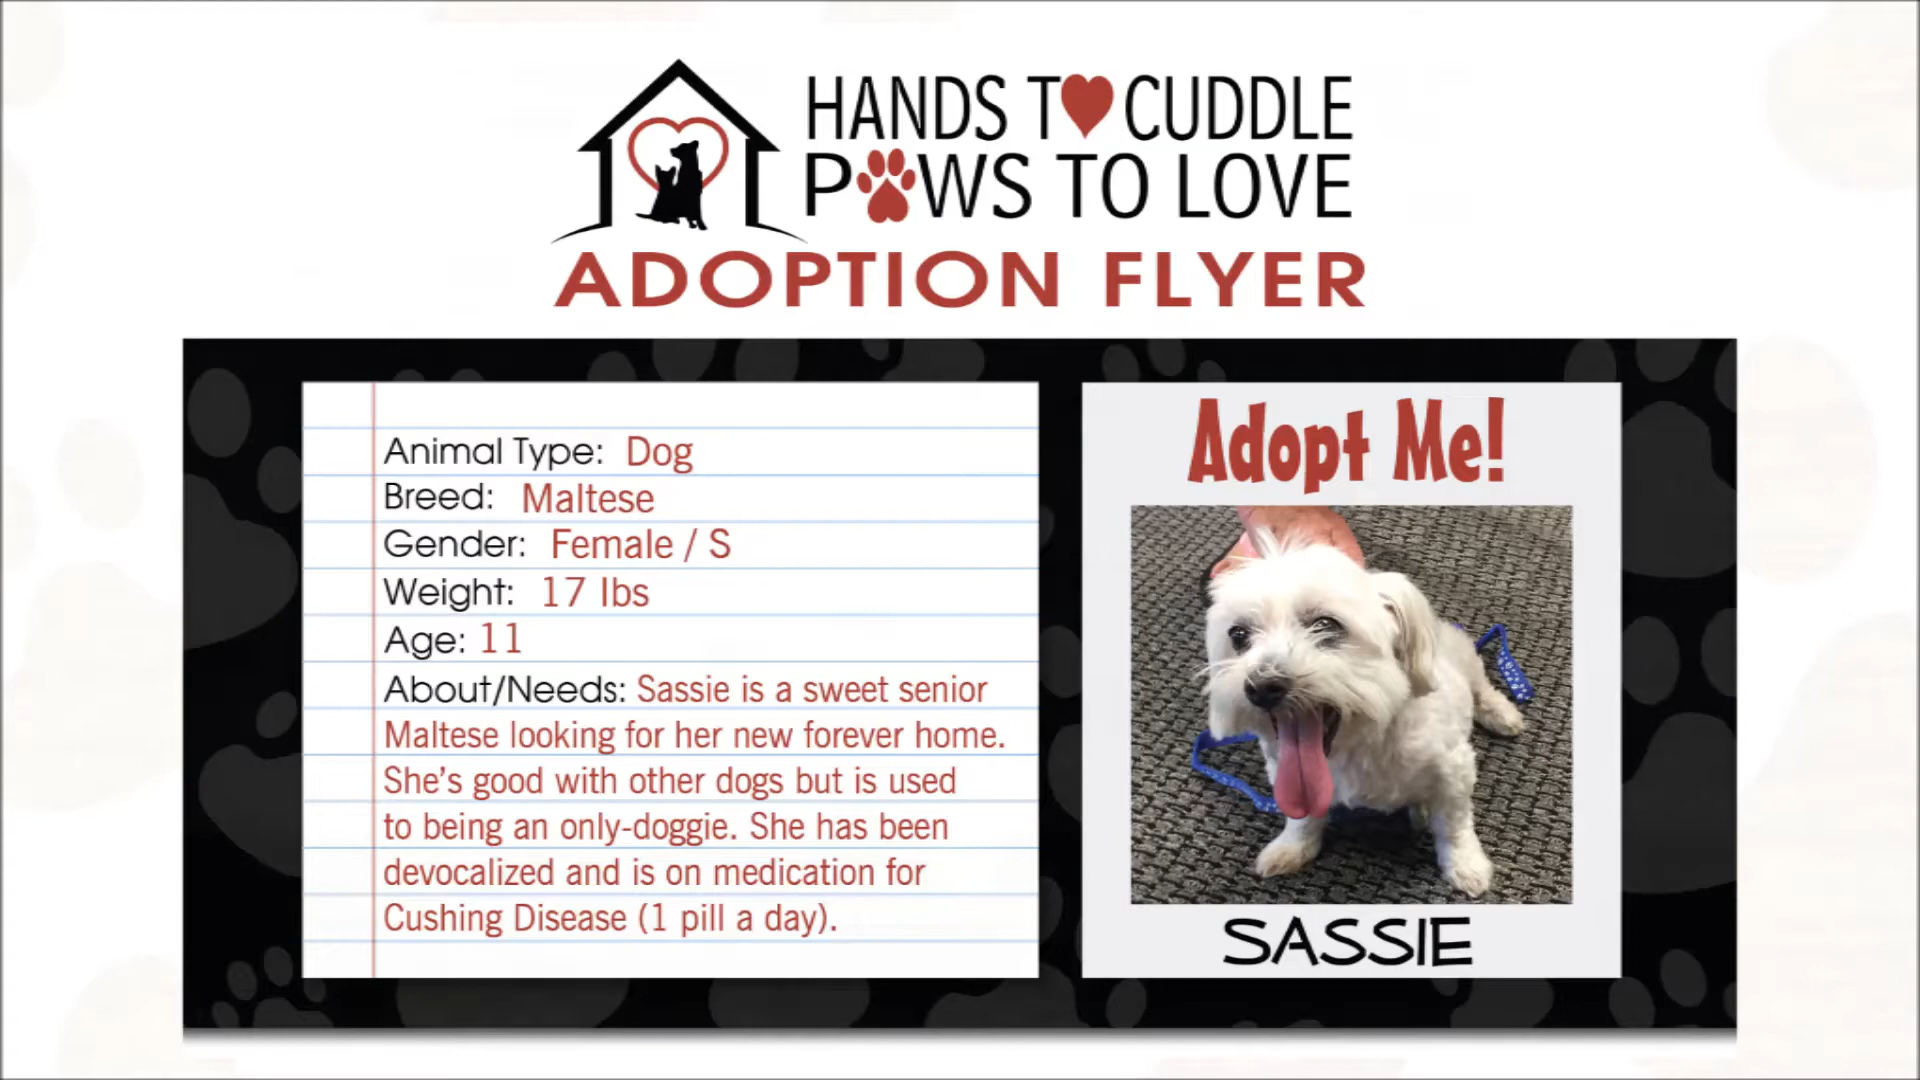 HANDS TO CUDDLE
PAWS TO LOVE
ADOPTION FLYER
Animal Type: Dog
Breed: Maltese
Gender: Female / S
Weight: 17 lbs
Age: 11
About/Needs: Sassie is a sweet senior
Maltese looking for her new forever home.
She's good with other dogs but is used
to being an only-doggie. She has been
devocalized and is on medication for
Cushing Disease (1 pill a day).
Adopt Me!
SASSIE